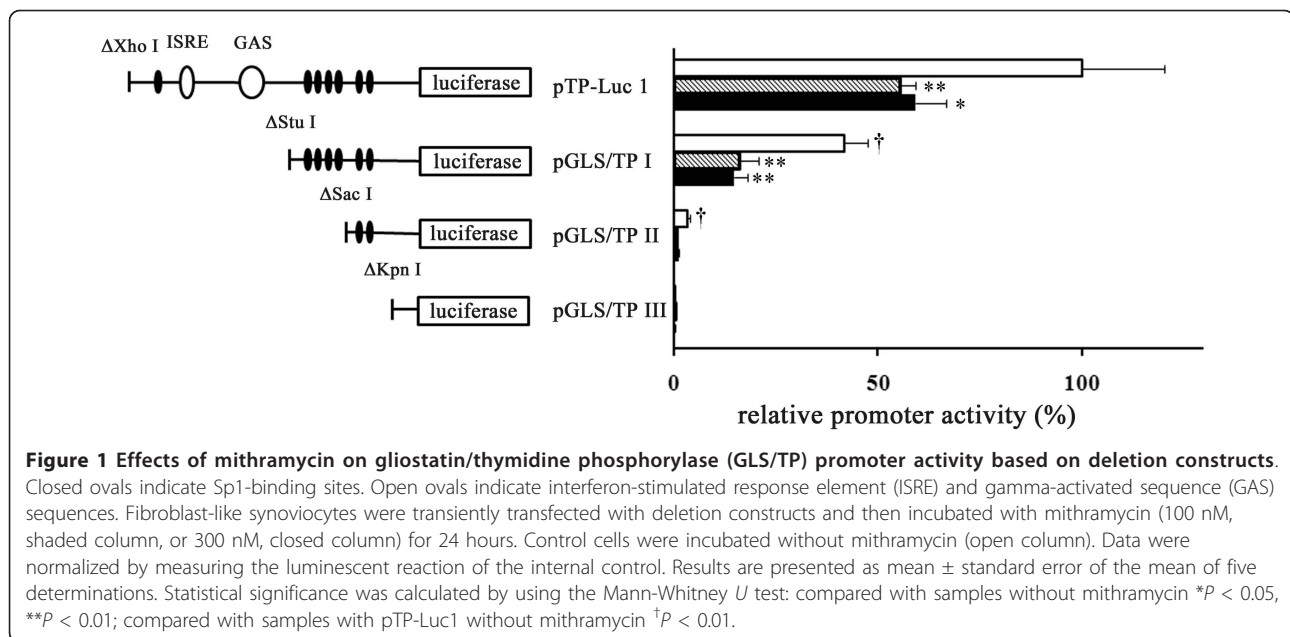 ΔXho I ISRE GAS
luciferase pTP-Luc 1
**
*
ΔStu I
luciferase pGLS/TP I
†
**
**
ΔSac I
luciferase pGLS/TP II
†
ΔKpn I
luciferase pGLS/TP III
0 50 100
relative promoter activity (%)
Figure 1 Effects of mithramycin on gliostatin/thymidine phosphorylase (GLS/TP) promoter activity based on deletion constructs.
Closed ovals indicate Sp1-binding sites. Open ovals indicate interferon-stimulated response element (ISRE) and gamma-activated sequence (GAS)
sequences. Fibroblast-like synoviocytes were transiently transfected with deletion constructs and then incubated with mithramycin (100 nM,
shaded column, or 300 nM, closed column) for 24 hours. Control cells were incubated without mithramycin (open column). Data were
normalized by measuring the luminescent reaction of the internal control. Results are presented as mean ± standard error of the mean of five
determinations. Statistical significance was calculated by using the Mann-Whitney U test: compared with samples without mithramycin *P < 0.05,
**P < 0.01; compared with samples with pTP-Luc1 without mithramycin †P < 0.01.